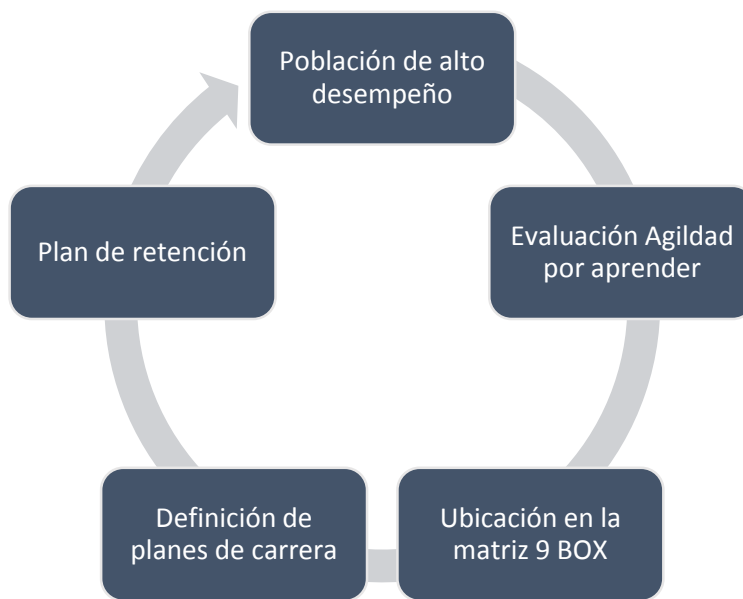 Población de alto
desempeño
Evaluación Agildad
por aprender
Ubicación en la
matriz 9 BOX
Definición de
planes de carrera
Plan de retención